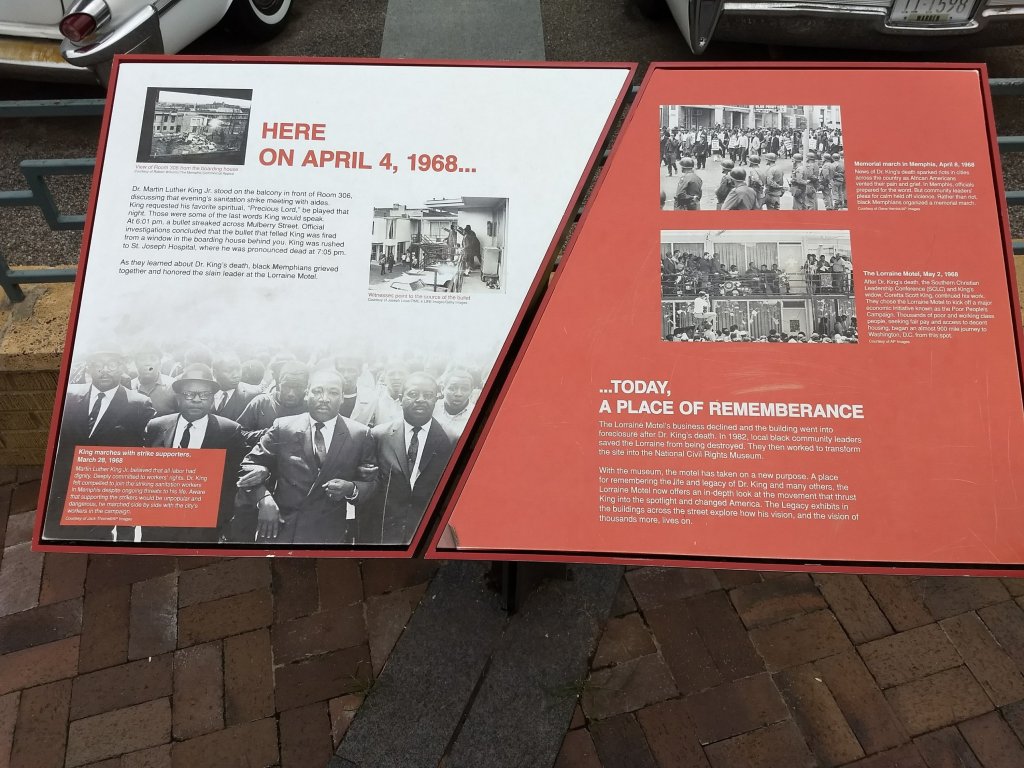 11-1598
WARREN
HERE
ON APRIL 4, 1968...
View of Room 306 from the boarding house
Dr. Martin Luther King Jr. stood on the balcony in front of Room 306,
discussing that evening's sanitation strike meeting with aides.
King requested his favorite spiritual, "Precious Lord," be played that
night. Those were some of the last words King would speak.
At 6:01 pm, a bullet streaked across Mulberry Street. Official
investigations concluded that the bullet that felled King was fired
from a window in the boarding house behind you. King was rushed
to St. Joseph Hospital, where he was pronounced dead at 7:05 pm.
As they learned about Dr. King's death, black Memphians grieved
together and honored the slain leader at the Lorraine Motel.
Witnesses point to the source of the bullet
King marches with strike supporters,
March 28, 1968
Martin Luther King Jr. believed that all labor had
dignity. Deeply committed to workers' rights, Dr. King
felt compelled to join the striking sanitation workers
in Memphis despite ongoing threats to his life. Aware
that supporting the strikers would be unpopular and
dangerous, he marched side by side with the city's
workers in the campaign.
Memorial march in Memphis, April 8, 1968
News of Dr. King's death sparked riots in cities
across the country as African Americans
vented their pain and grief. In Memphis, officials
prepared for the worst. But community leaders'
pleas for calm held off violence. Rather than riot,
black Memphians organized a memorial march.
The Lorraine Motel, May 2, 1968
After Dr. King's death, the Southern Christian
Leadership Conference (SCLC) and King's
widow, Coretta Scott King, continued his work.
They chose the Lorraine Motel to kick off a major
economic initiative known as the Poor People's
Campaign. Thousands of poor and working class
people, seeking fair pay and access to decent
housing, began an almost 900 mile journey to
Washington, D.C. from this spot.
Courtesy of AP Images
...TODAY,
A PLACE OF REMEMBERANCE
The Lorraine Motel's business declined and the building went into
foreclosure after Dr. King's death. In 1982, local black community leaders
saved the Lorraine from being destroyed. They then worked to transform
the site into the National Civil Rights Museum.
With the museum, the motel has taken on a new purpose. A place
for remembering the life and legacy of Dr. King and many others, the
Lorraine Motel now offers an in-depth look at the movement that thrust
King into the spotlight and changed America. The Legacy exhibits in
the buildings across the street explore how his vision, and the vision of
thousands more, lives on.